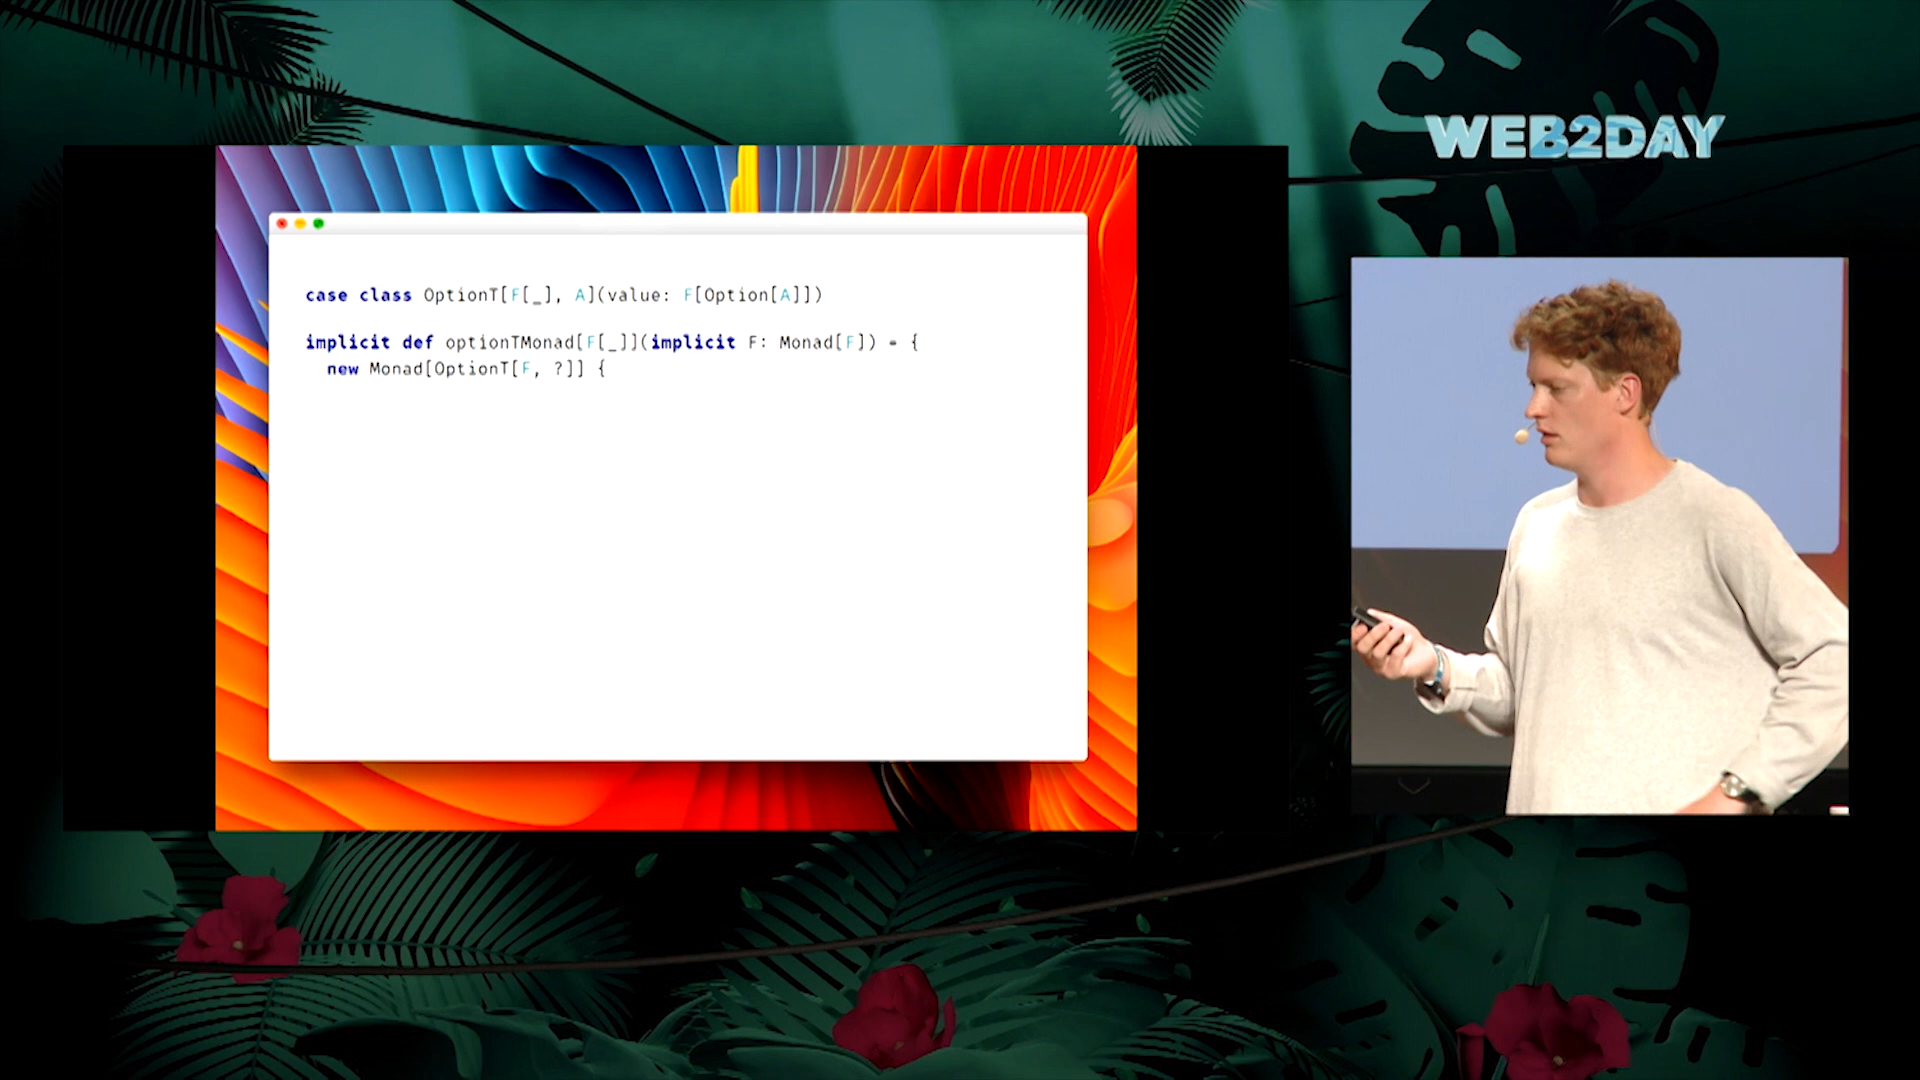 WEB2DAY
case class OptionT[F[_], A](value: F[Option[A]])
implicit def optionTMonad[F[_]](implicit F: Monad[F]) = {
new Monad[OptionT[F, ?]] {